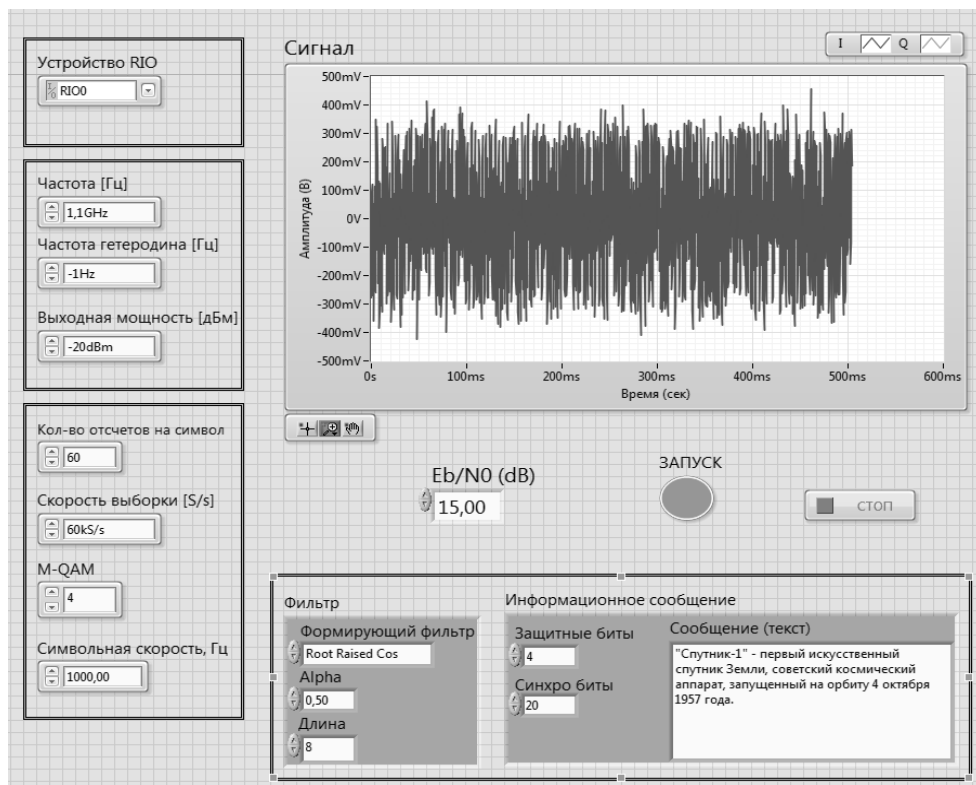 Устройство RIO
RIO0
Частота [Гц]
1,1GHz
Частота гетеродина [Гц]
-1Hz
Выходная мощность [дБм]
-20dBm
Кол-во отсчетов на символ
60
Скорость выборки [S/s]
60kS/s
M-QAM
4
Символьная скорость, Гц
1000,00
Сигнал
I Q
500mV
400mV
300mV
200mV
100mV
0V
-100mV
-200mV
-300mV
-400mV
-500mV
Амплитуда (В)
0s 100ms 200ms 300ms 400ms 500ms 600ms
Время (сек)
Eb/N0 (dB)
15,00
ЗАПУСК
СТОП
Фильтр
Формирующий фильтр
Root Raised Cos
Alpha
0,50
Длина
8
Информационное сообщение
Защитные биты
4
Синхро биты
20
Сообщение (текст)
"Спутник-1" - первый искусственный
спутник Земли, советский космический
аппарат, запущенный на орбиту 4 октября
1957 года.